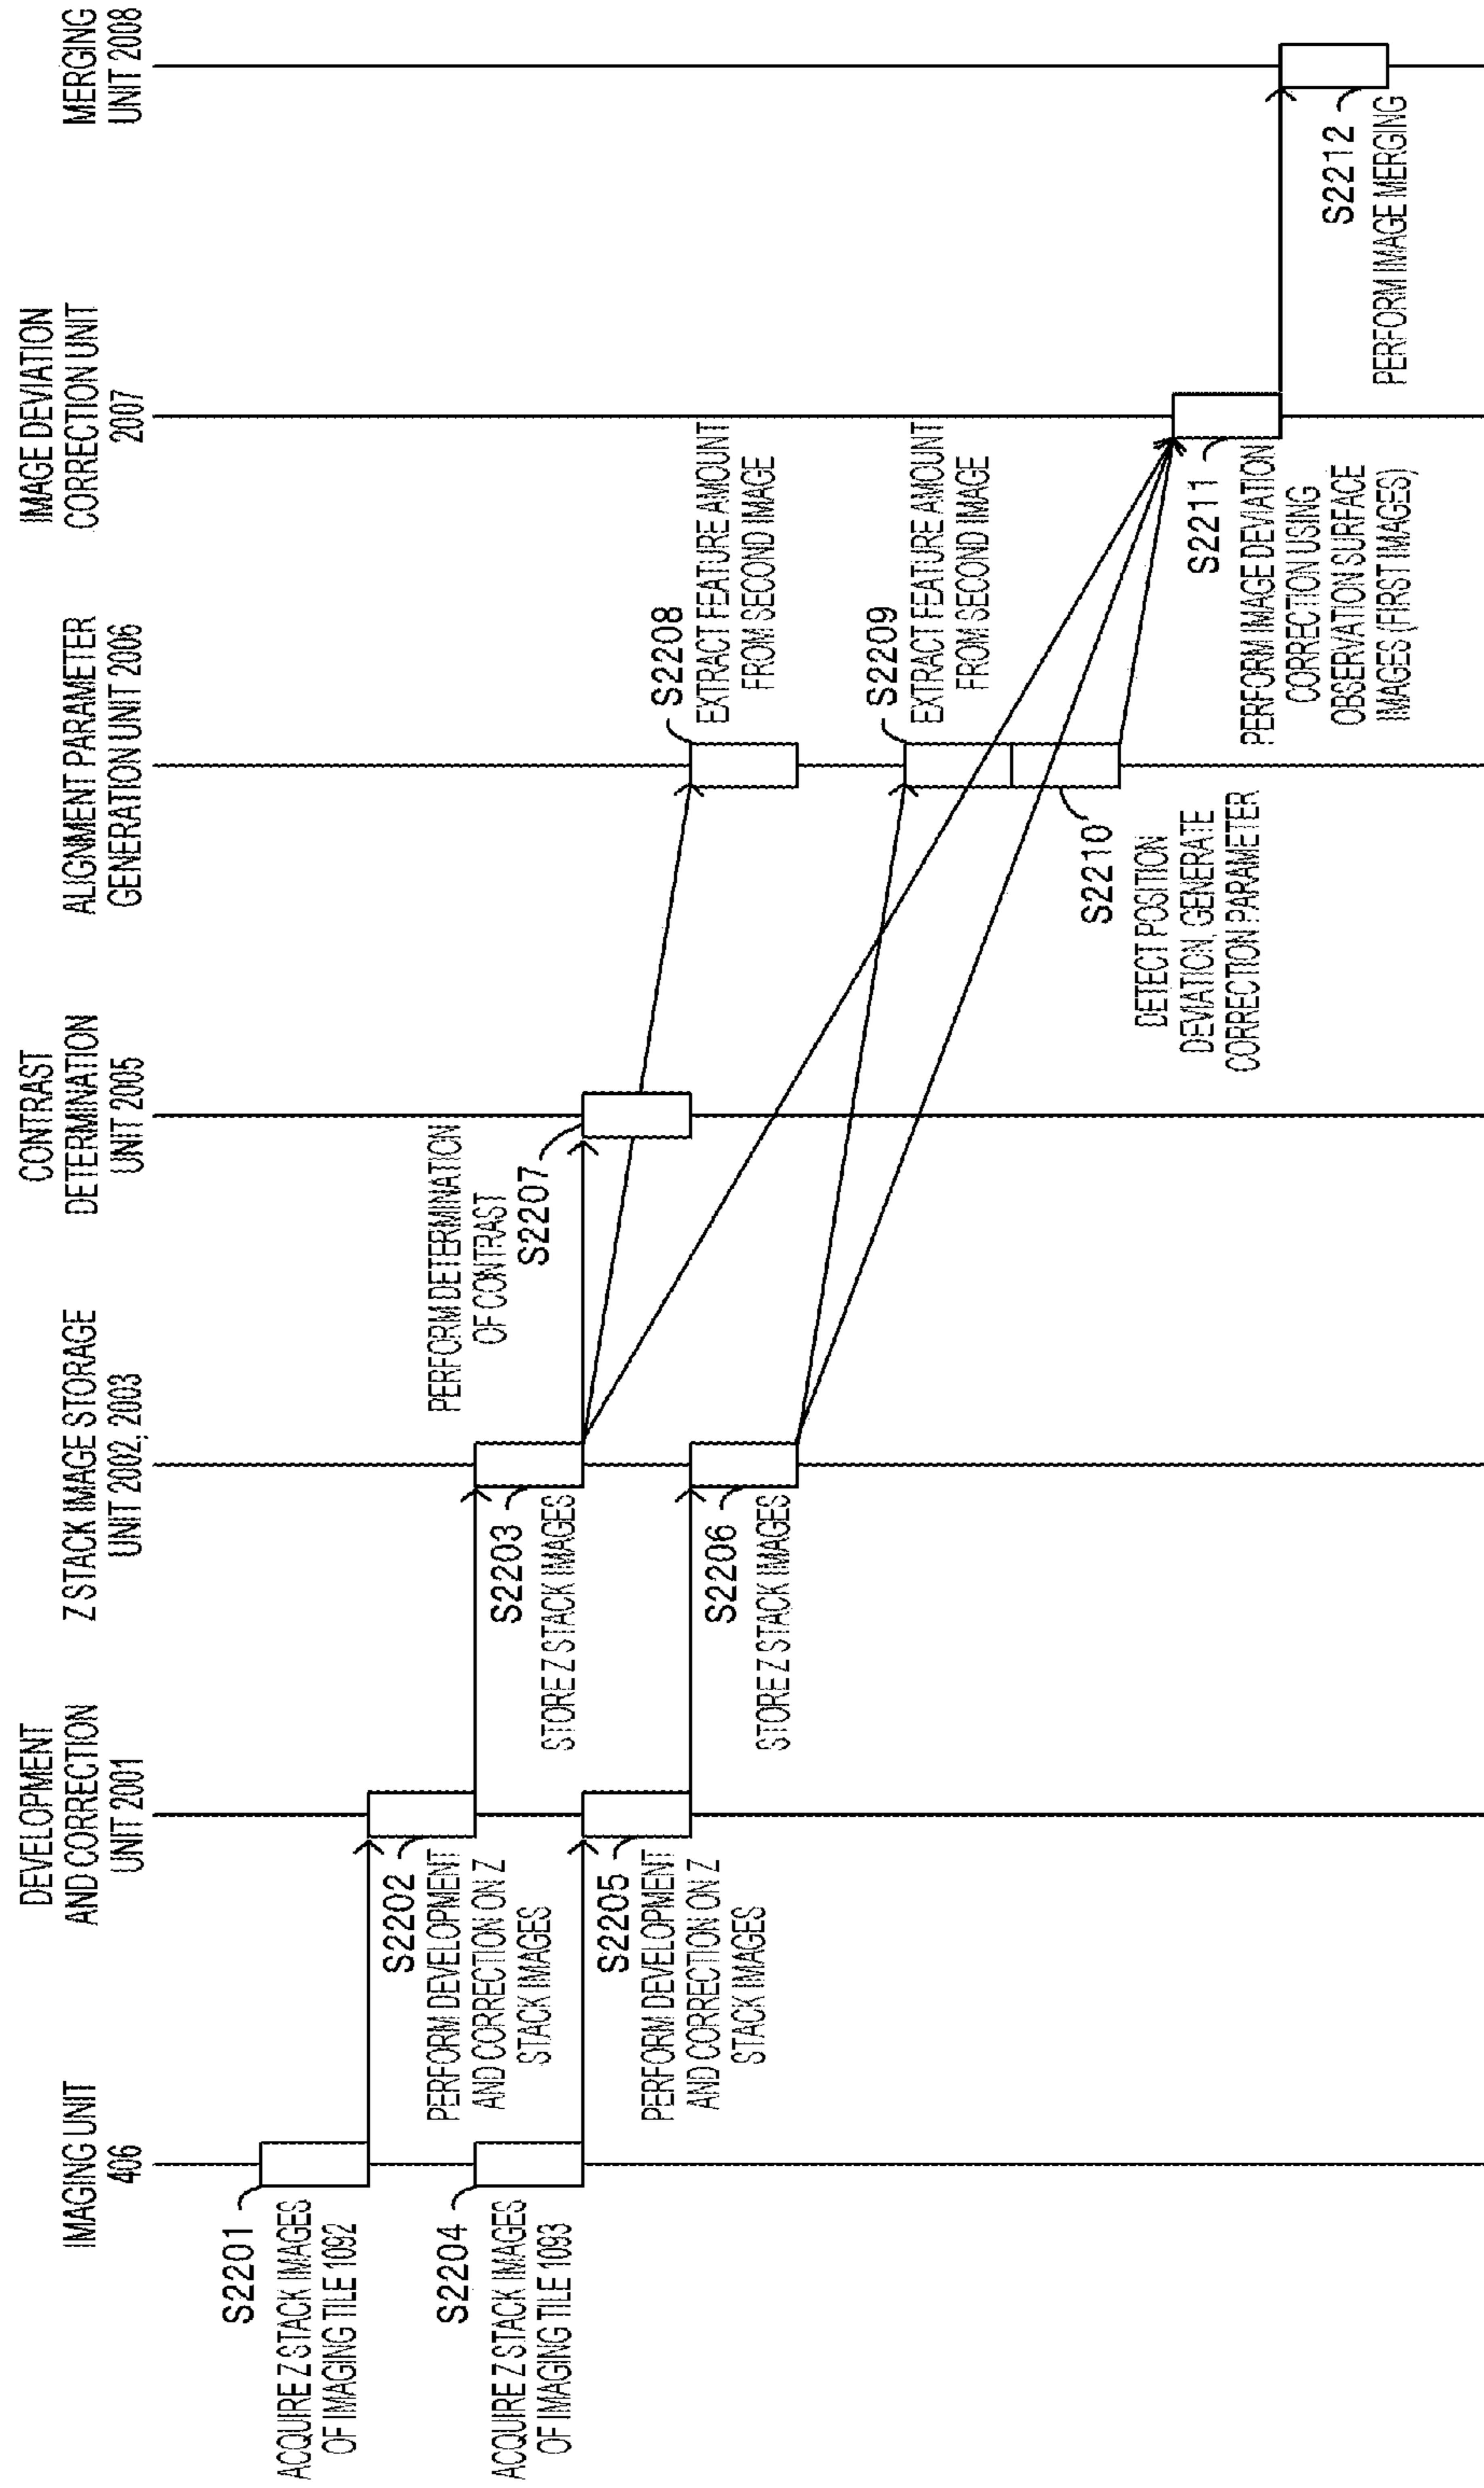 IMAGING UNIT
406
DEVELOPMENT
AND CORRECTION
UNIT 2001
Z STACK IMAGE STORAGE
UNIT 2002, 2003
CONTRAST
DETERMINATION
UNIT 2005
ALIGNMENT PARAMETER
GENERATION UNIT 2006
IMAGE DEVIATION
CORRECTION UNIT
2007
MERGING
UNIT 2008
S2201
ACQUIRE Z STACK IMAGES
OF IMAGING TILE 1092
S2202
PERFORM DEVELOPMENT
AND CORRECTION ON Z
STACK IMAGES
S2203
STORE Z STACK IMAGES
S2204
ACQUIRE Z STACK IMAGES
OF IMAGING TILE 1093
S2205
PERFORM DEVELOPMENT
AND CORRECTION ON Z
STACK IMAGES
S2206
STORE Z STACK IMAGES
PERFORM DETERMINATION
OF CONTRAST
S2207
S2208
EXTRACT FEATURE AMOUNT
FROM SECOND IMAGE
S2209
EXTRACT FEATURE AMOUNT
FROM SECOND IMAGE
S2210
DETECT POSITION
DEVIATION, GENERATE
CORRECTION PARAMETER
S2211
PERFORM IMAGE DEVIATION
CORRECTION USING
OBSERVATION SURFACE
IMAGES (FIRST IMAGES)
S2212
PERFORM IMAGE MERGING